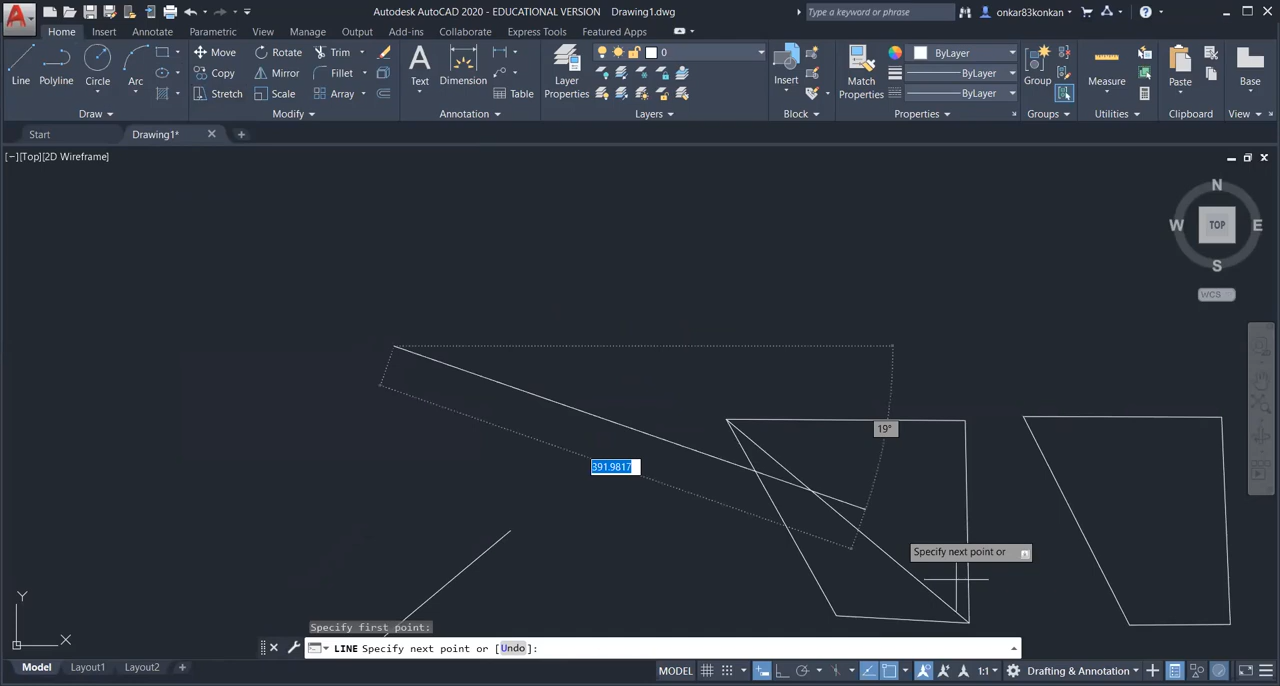 Autodesk AutoCAD 2020 - EDUCATIONAL VERSION Drawing1.dwg
Type a keyword or phrase
onkar83konkan
Home Insert Annotate Parametric View Manage Output Add-ins Collaborate Express Tools Featured Apps
Line Polyline Circle Arc
Move Rotate Trim
Copy Mirror Fillet
Stretch Scale Array
Text Dimension Table
Layer Properties
0
Insert
Match Properties
ByLayer
ByLayer
ByLayer
Group Measure Paste Base
Draw Modify Annotation Layers Block Properties Groups Utilities Clipboard View
Start Drawing1*
[−][Top][2D Wireframe]
N
W TOP E
S
WCS
19°
391.9817
Specify next point or
Y
X
Specify first point:
LINE Specify next point or [Undo]:
Model Layout1 Layout2
MODEL 1:1 Drafting & Annotation